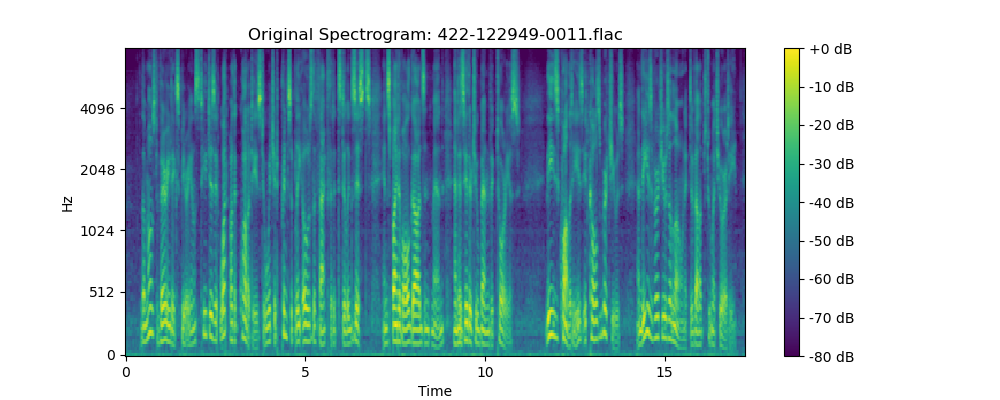 Original Spectrogram: 422-122949-0011.flac
+0 dB
-10 dB
-20 dB
-30 dB
-40 dB
-50 dB
-60 dB
-70 dB
-80 dB
4096
2048
1024
512
0
Hz
0 5 10 15
Time